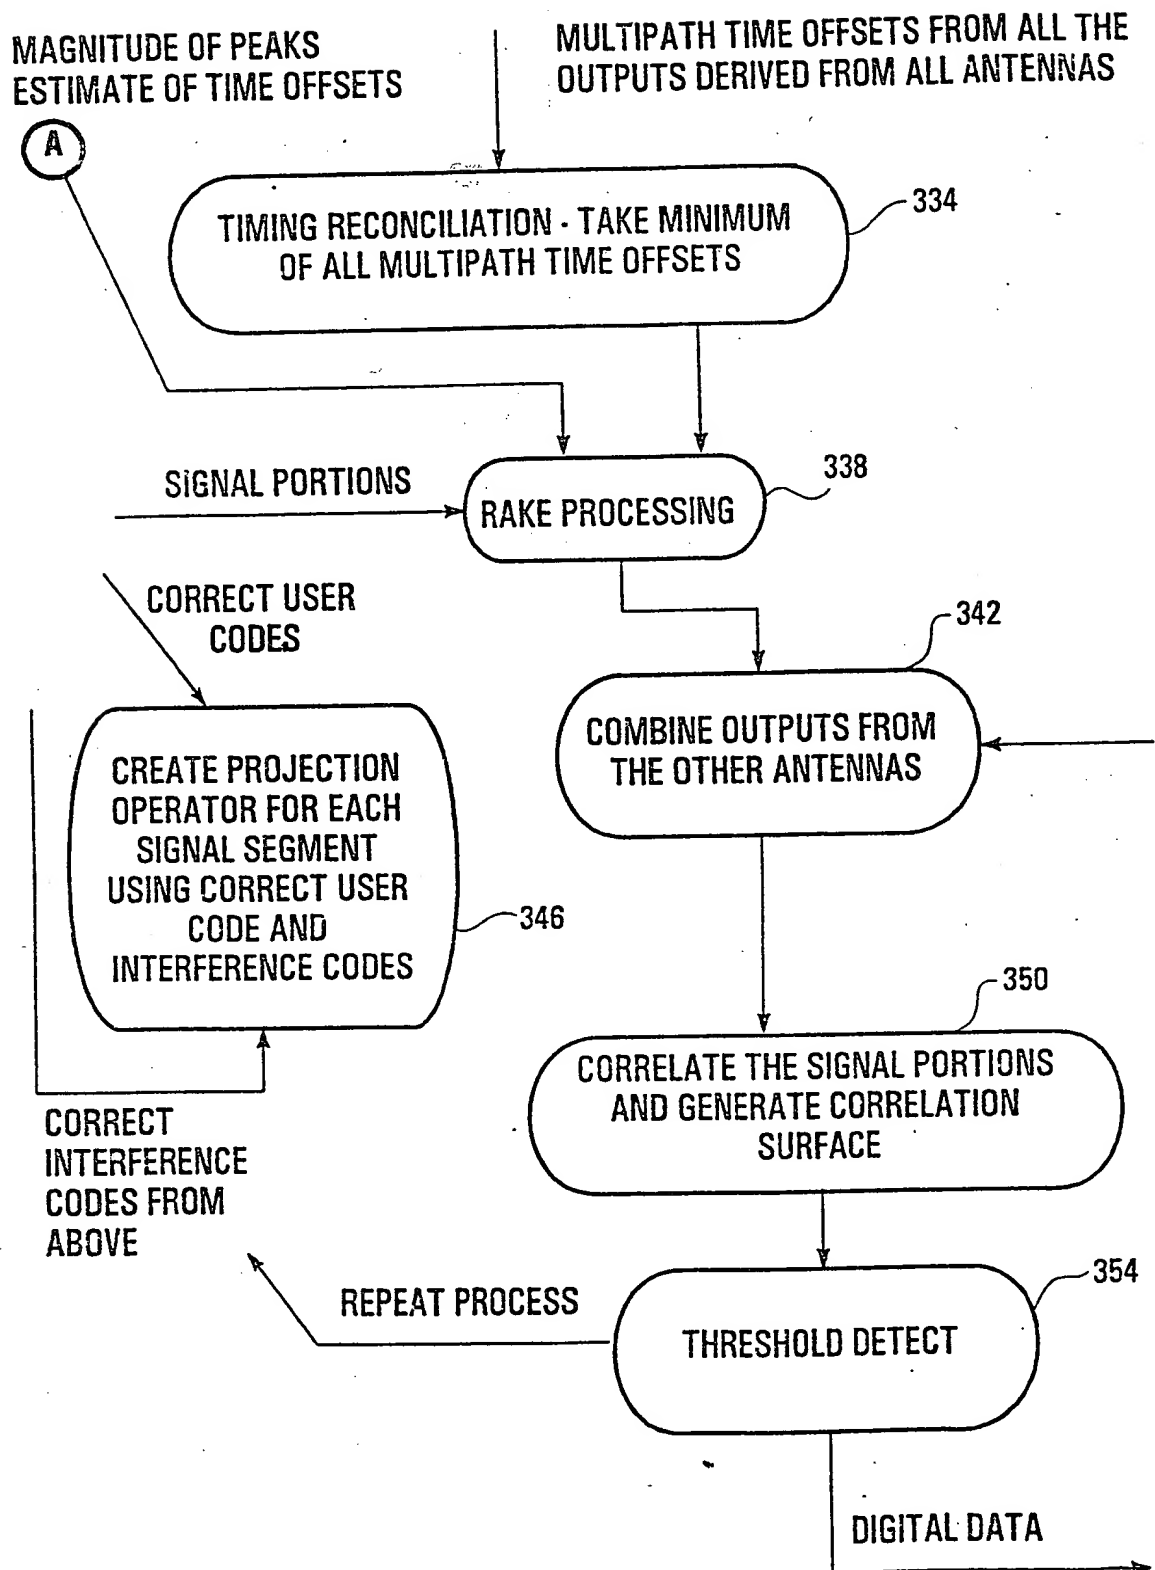 MAGNITUDE OF PEAKS
ESTIMATE OF TIME OFFSETS
MULTIPATH TIME OFFSETS FROM ALL THE
OUTPUTS DERIVED FROM ALL ANTENNAS
A
TIMING RECONCILIATION - TAKE MINIMUM
OF ALL MULTIPATH TIME OFFSETS
334
SIGNAL PORTIONS
RAKE PROCESSING
338
CORRECT USER
CODES
342
COMBINE OUTPUTS FROM
THE OTHER ANTENNAS
CREATE PROJECTION
OPERATOR FOR EACH
SIGNAL SEGMENT
USING CORRECT USER
CODE AND
INTERFERENCE CODES
346
350
CORRELATE THE SIGNAL PORTIONS
AND GENERATE CORRELATION
SURFACE
CORRECT
INTERFERENCE
CODES FROM
ABOVE
REPEAT PROCESS
354
THRESHOLD DETECT
DIGITAL DATA